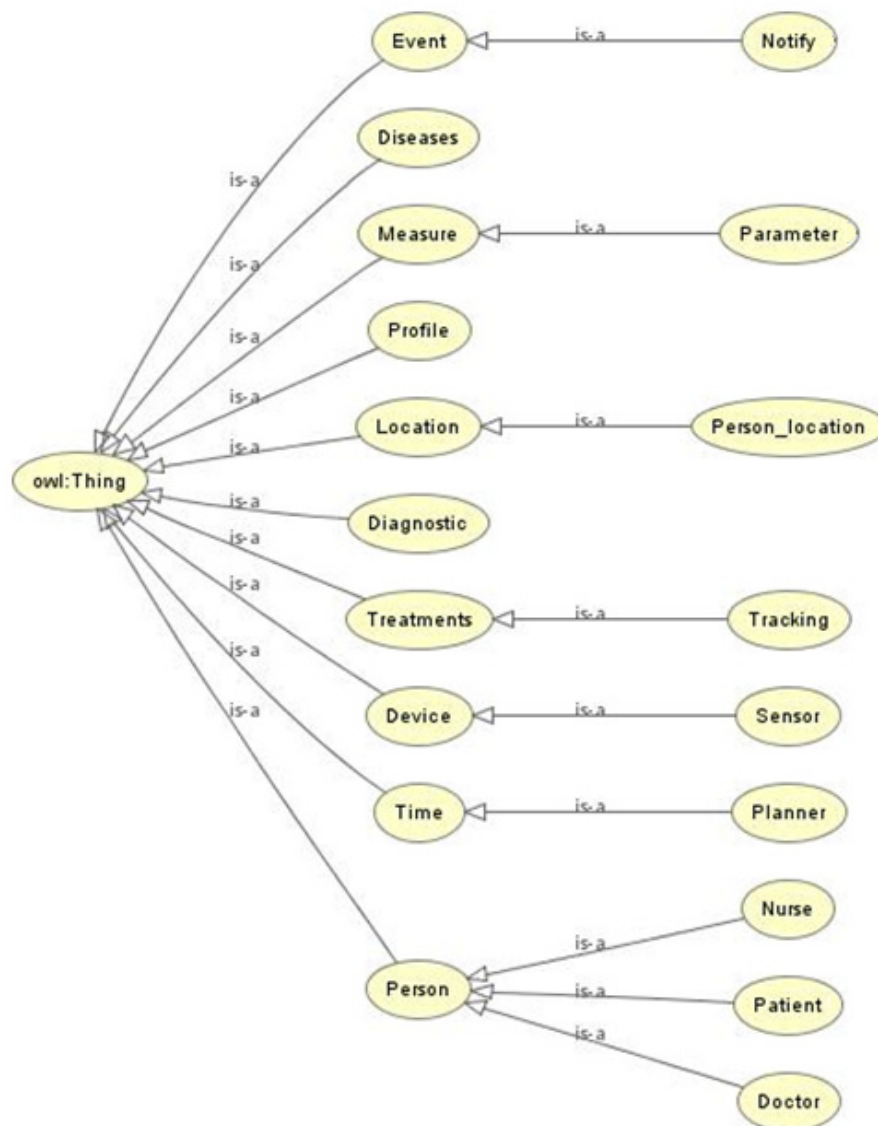 Event
is-a
Notify
Diseases
is-a
Measure
is-a
Parameter
is-a
Profile
is-a
Location
is-a
Person_location
is-a
owl:Thing
is-a
Diagnostic
is-a
Treatments
is-a
Tracking
is-a
Device
is-a
Sensor
is-a
Time
is-a
Planner
is-a
Nurse
is-a
Person
is-a
Patient
is-a
Doctor